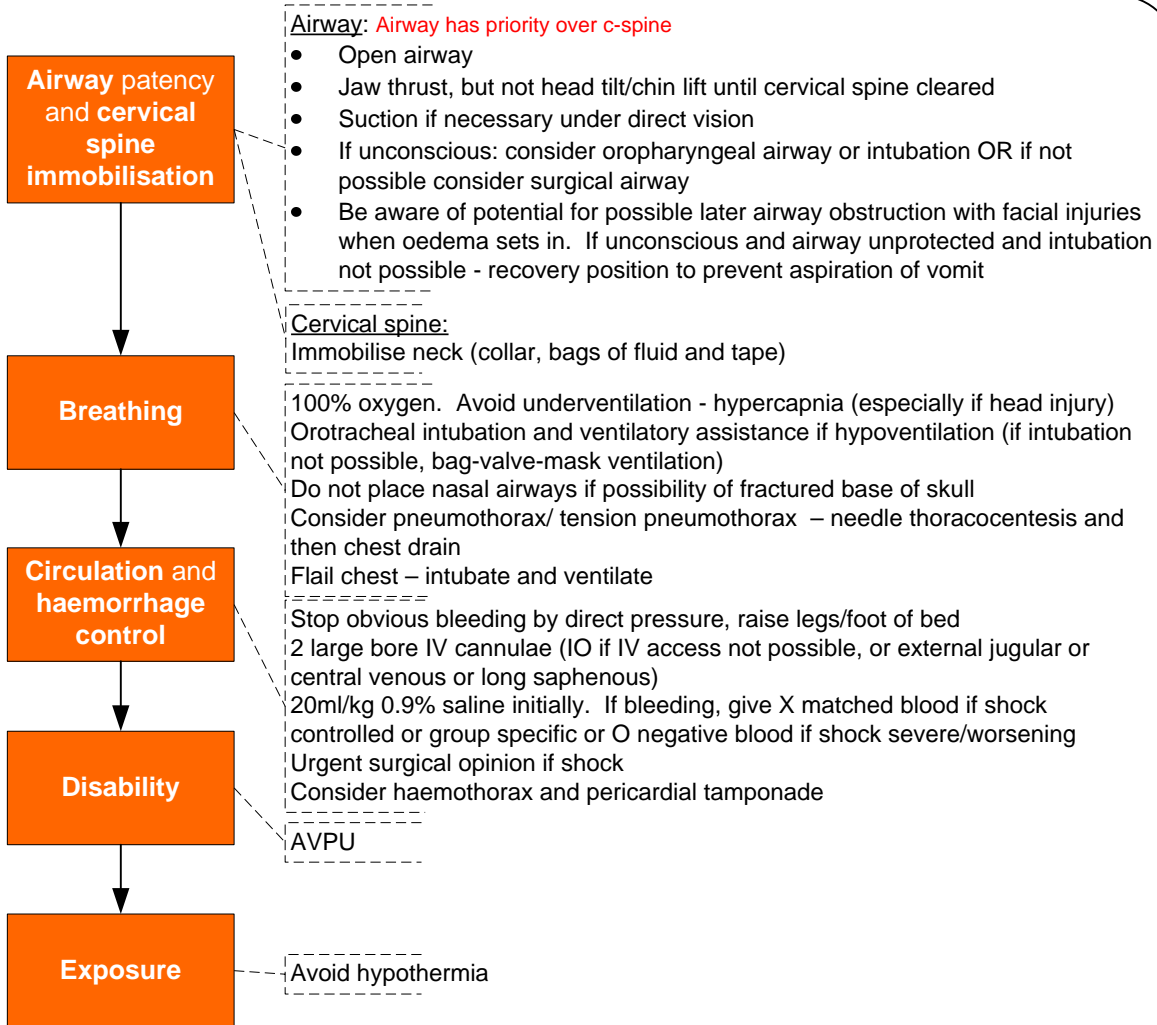 Airway patency
and cervical
spine
immobilisation
Airway: Airway has priority over c-spine
• Open airway
• Jaw thrust, but not head tilt/chin lift until cervical spine cleared
• Suction if necessary under direct vision
• If unconscious: consider oropharyngeal airway or intubation OR if not
possible consider surgical airway
• Be aware of potential for possible later airway obstruction with facial injuries
when oedema sets in. If unconscious and airway unprotected and intubation
not possible - recovery position to prevent aspiration of vomit
Cervical spine:
Immobilise neck (collar, bags of fluid and tape)
Breathing
100% oxygen. Avoid underventilation - hypercapnia (especially if head injury)
Orotracheal intubation and ventilatory assistance if hypoventilation (if intubation
not possible, bag-valve-mask ventilation)
Do not place nasal airways if possibility of fractured base of skull
Consider pneumothorax/ tension pneumothorax – needle thoracocentesis and
then chest drain
Flail chest – intubate and ventilate
Circulation and
haemorrhage
control
Stop obvious bleeding by direct pressure, raise legs/foot of bed
2 large bore IV cannulae (IO if IV access not possible, or external jugular or
central venous or long saphenous)
20ml/kg 0.9% saline initially. If bleeding, give X matched blood if shock
controlled or group specific or O negative blood if shock severe/worsening
Urgent surgical opinion if shock
Consider haemothorax and pericardial tamponade
Disability
AVPU
Exposure
Avoid hypothermia